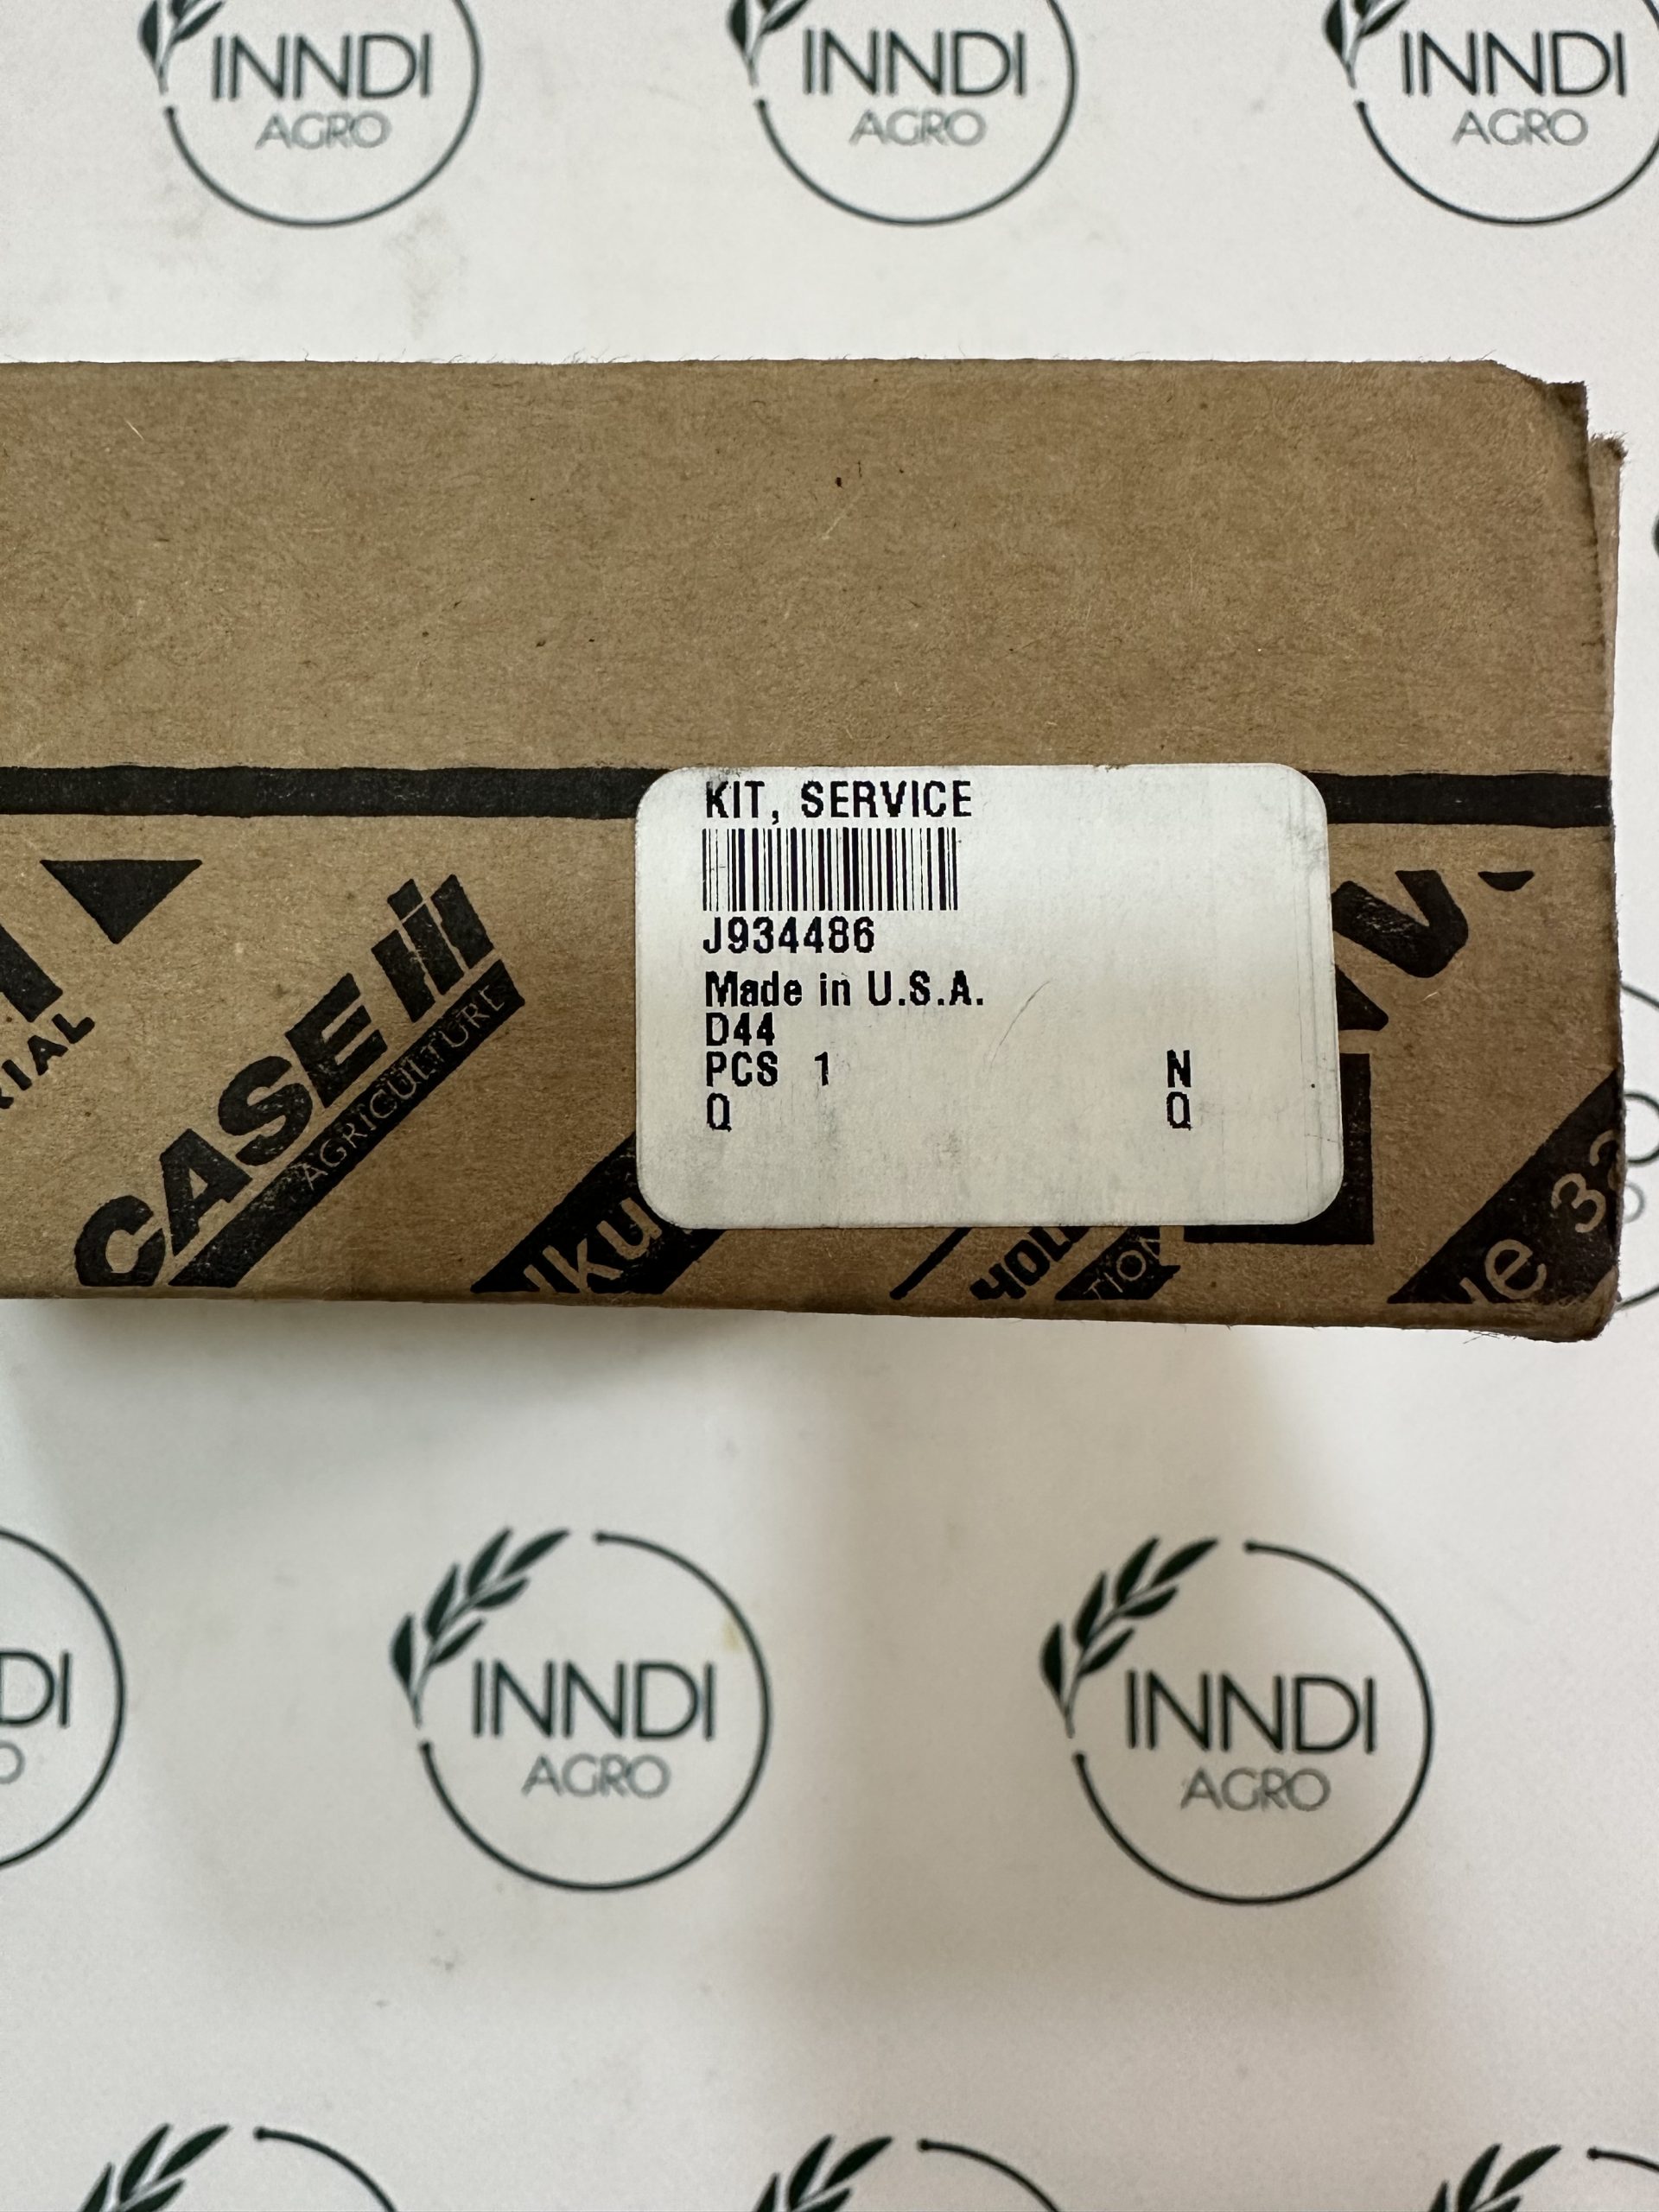 INNDI
AGRO
INNDI
AGRO
INNDI
AGRO
KIT, SERVICE
J934486
Made in U.S.A.
D44
PCS 1 N
Q Q
CASE
AGRICULTURE
INNDI
AGRO
INNDI
AGRO